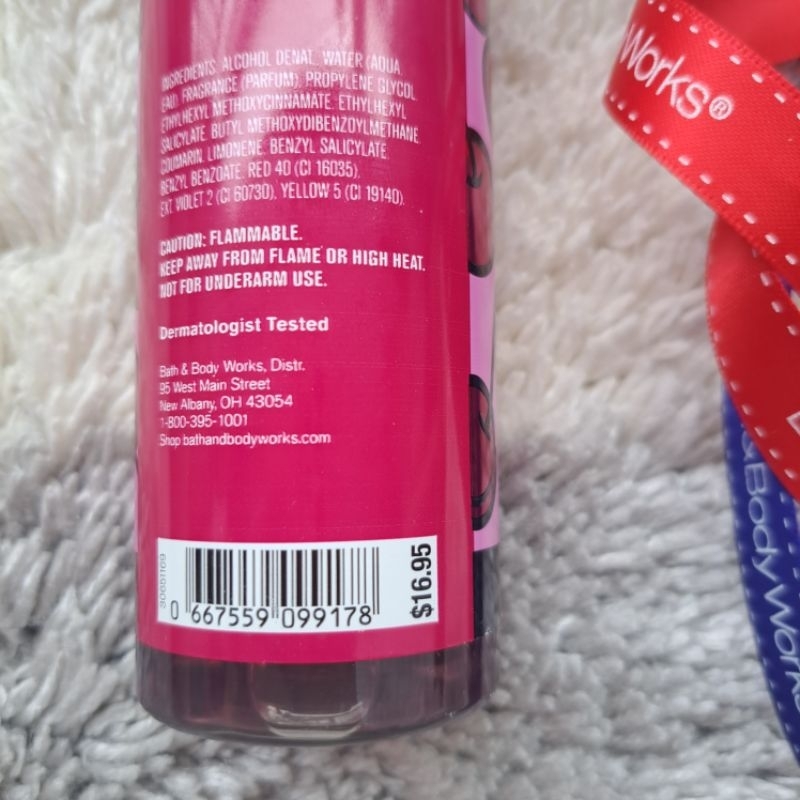 INGREDIENTS: ALCOHOL DENAT., WATER (AQUA,
EAU), FRAGRANCE (PARFUM), PROPYLENE GLYCOL,
ETHYLHEXYL METHOXYCINNAMATE, ETHYLHEXYL
SALICYLATE, BUTYL METHOXYDIBENZOYLMETHANE,
COUMARIN, LIMONENE, BENZYL SALICYLATE,
BENZYL BENZOATE, RED 40 (CI 16035),
EXT. VIOLET 2 (CI 60730), YELLOW 5 (CI 19140).
CAUTION: FLAMMABLE.
KEEP AWAY FROM FLAME OR HIGH HEAT.
NOT FOR UNDERARM USE.
Dermatologist Tested
Bath & Body Works, Distr.
95 West Main Street
New Albany, OH 43054
1-800-395-1001
Shop bathandbodyworks.com
0 667559 099178
$16.95
Works®
&Body Works